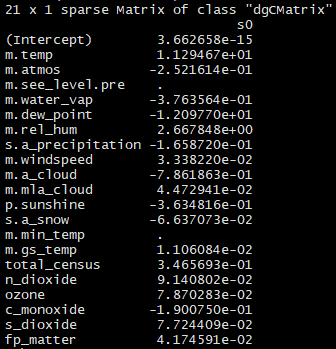 21 x 1 sparse Matrix of class "dgCMatrix"
s0
(Intercept) 3.662658e-15
m.temp 1.129467e+01
m.atmos -2.521614e-01
m.see_level.pre .
m.water_vap -3.763564e-01
m.dew_point -1.209770e+01
m.rel_hum 2.667848e+00
s.a_precipitation -1.658720e-01
m.windspeed 3.338220e-02
m.a_cloud -7.861863e-01
m.mla_cloud 4.472941e-02
p.sunshine -3.634816e-01
s.a_snow -6.637073e-02
m.min_temp .
m.gs_temp 1.106084e-02
total_census 3.465693e-01
n_dioxide 9.140802e-02
ozone 7.870283e-02
c_monoxide -1.900750e-01
s_dioxide 7.724409e-02
fp_matter 4.174591e-02